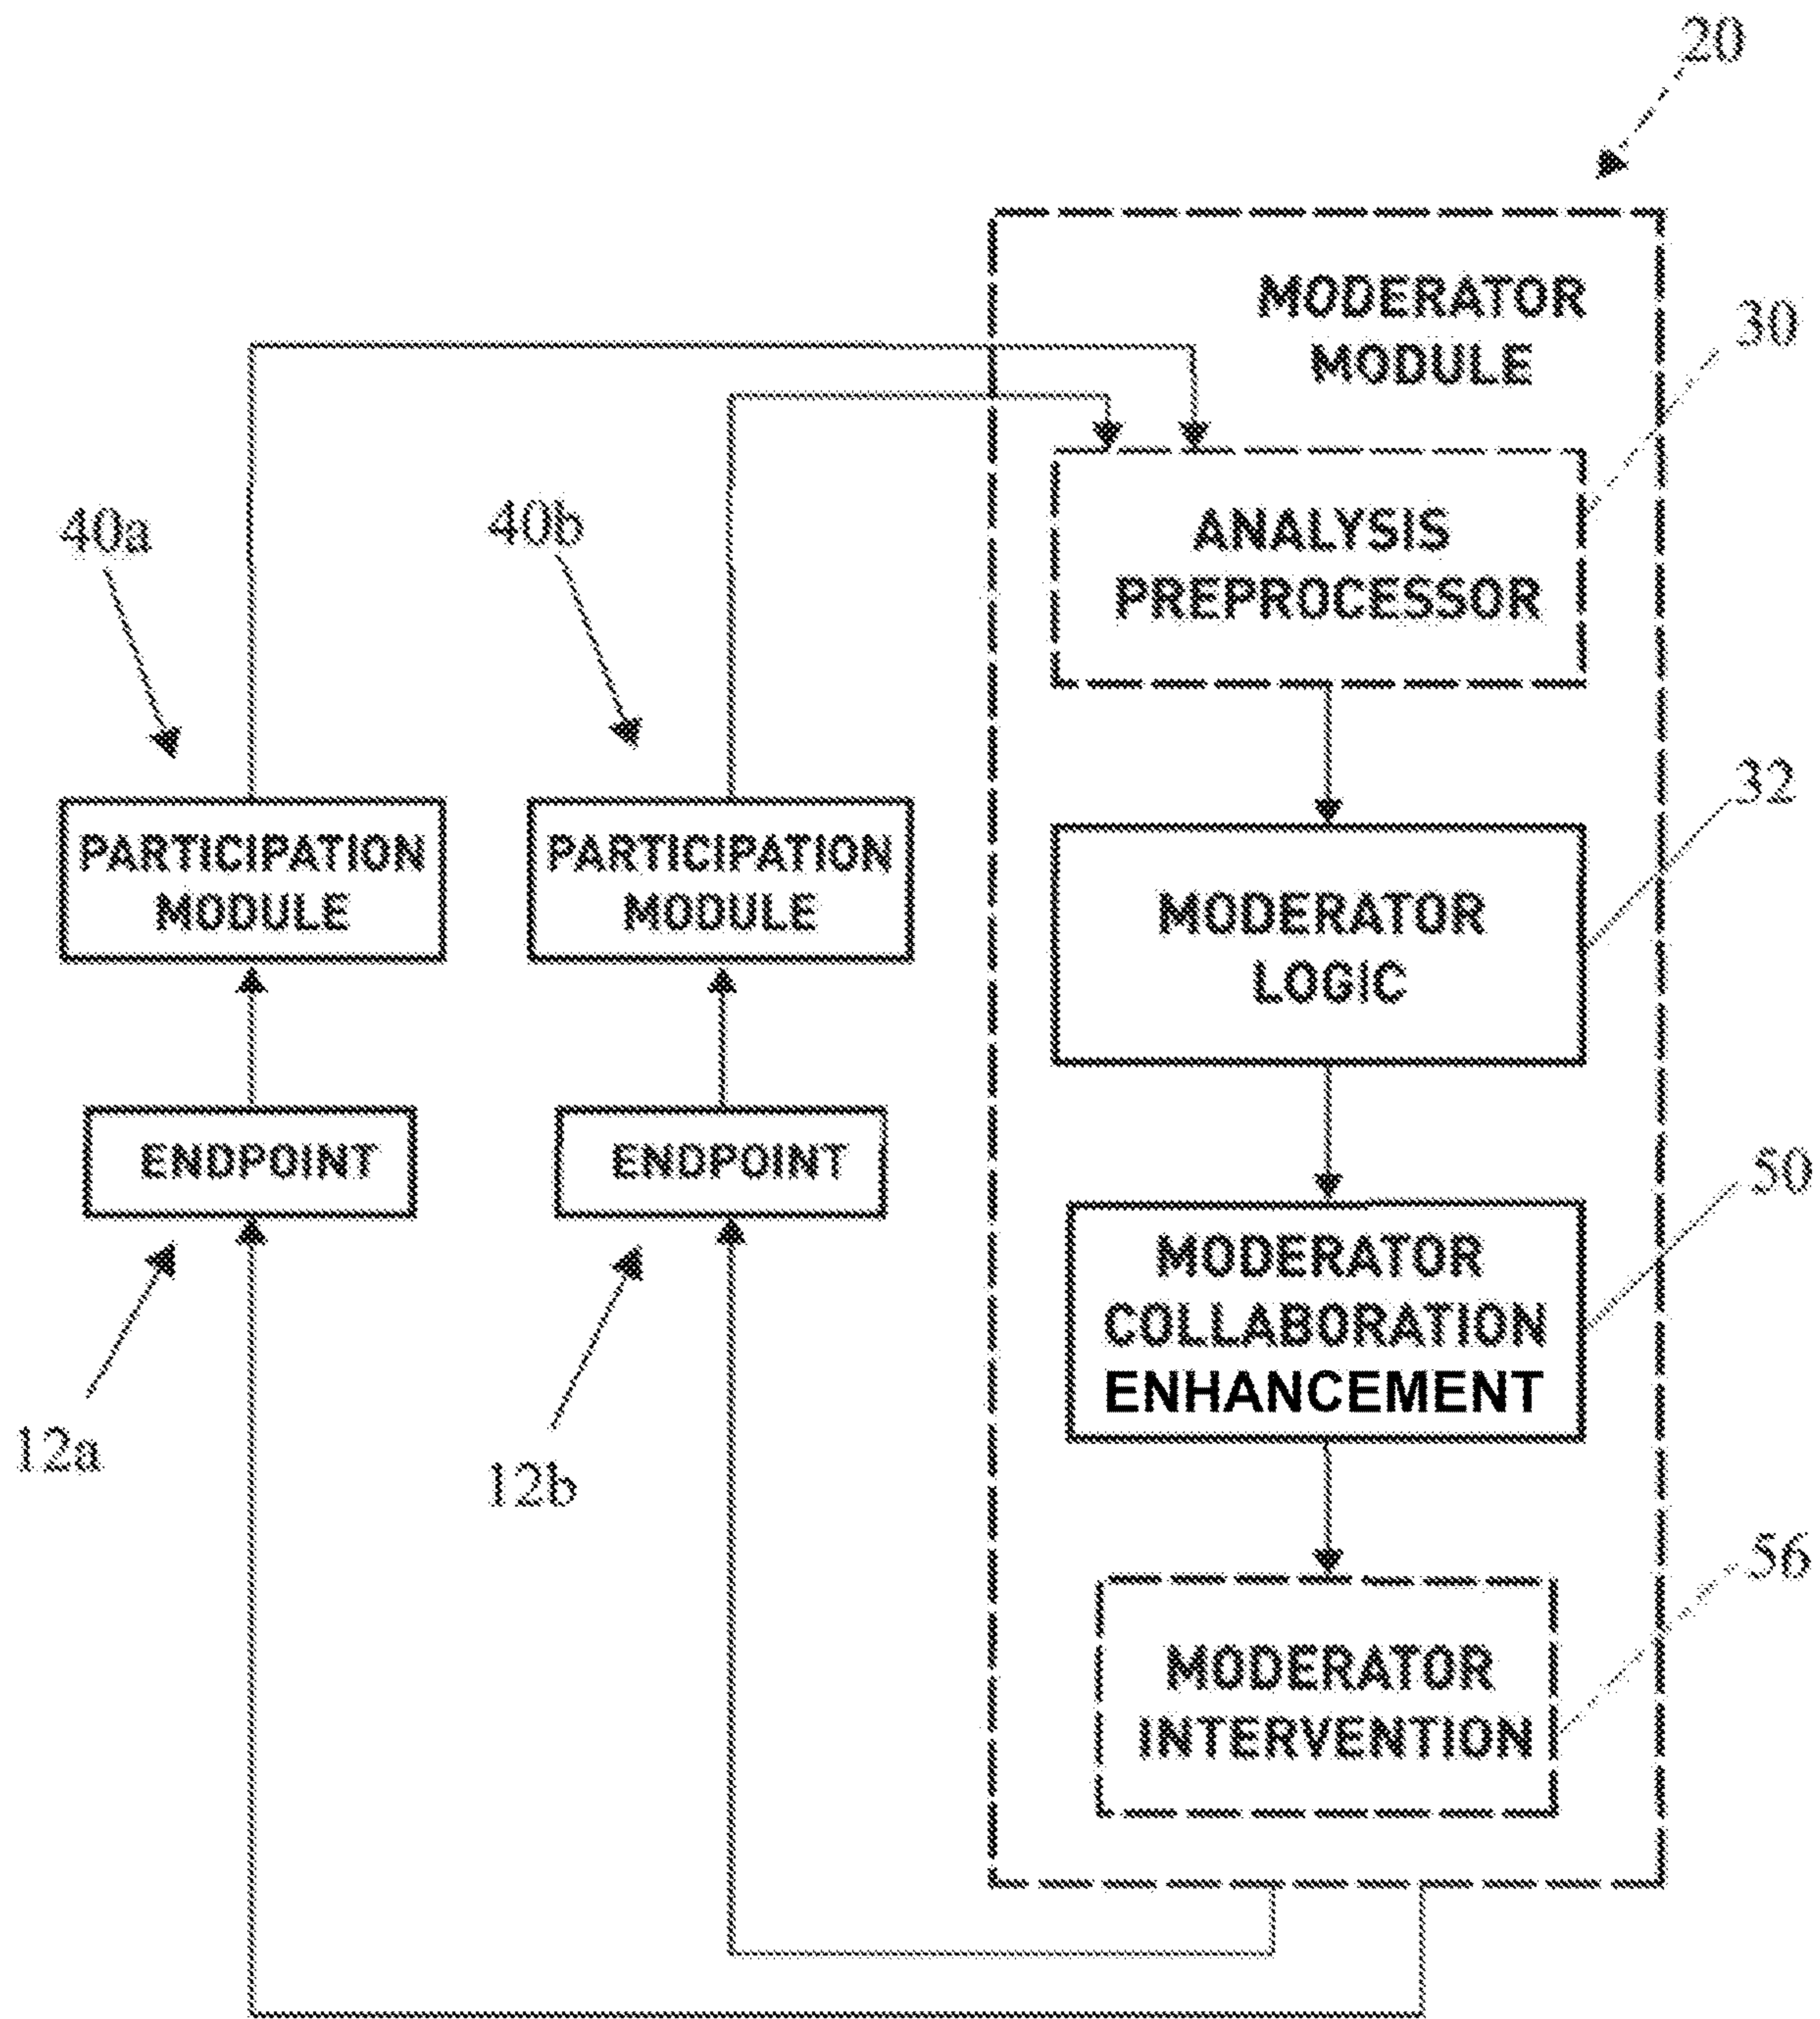 20
MODERATOR
MODULE
30
ANALYSIS
PREPROCESSOR
40a
40b
32
PARTICIPATION
MODULE
PARTICIPATION
MODULE
MODERATOR
LOGIC
ENDPOINT
ENDPOINT
50
MODERATOR
COLLABORATION
ENHANCEMENT
12a
12b
56
MODERATOR
INTERVENTION